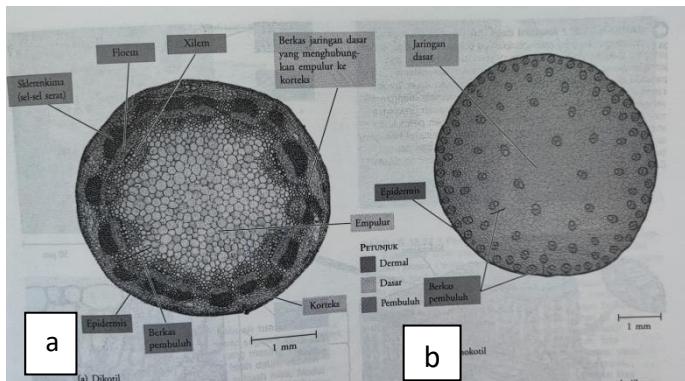 Floem
Xilem
Sklerenkima
(sel-sel serat)
Berkas jaringan dasar
yang menghubung-
kan empulur ke
korteks
Empulur
Korteks
Epidermis
Berkas
pembuluh
1 mm
a
(a) Dikotil
PETUNJUK
Dermal
Dasar
Pembuluh
Jaringan
dasar
Epidermis
Berkas
pembuluh
1 mm
b
nokotil